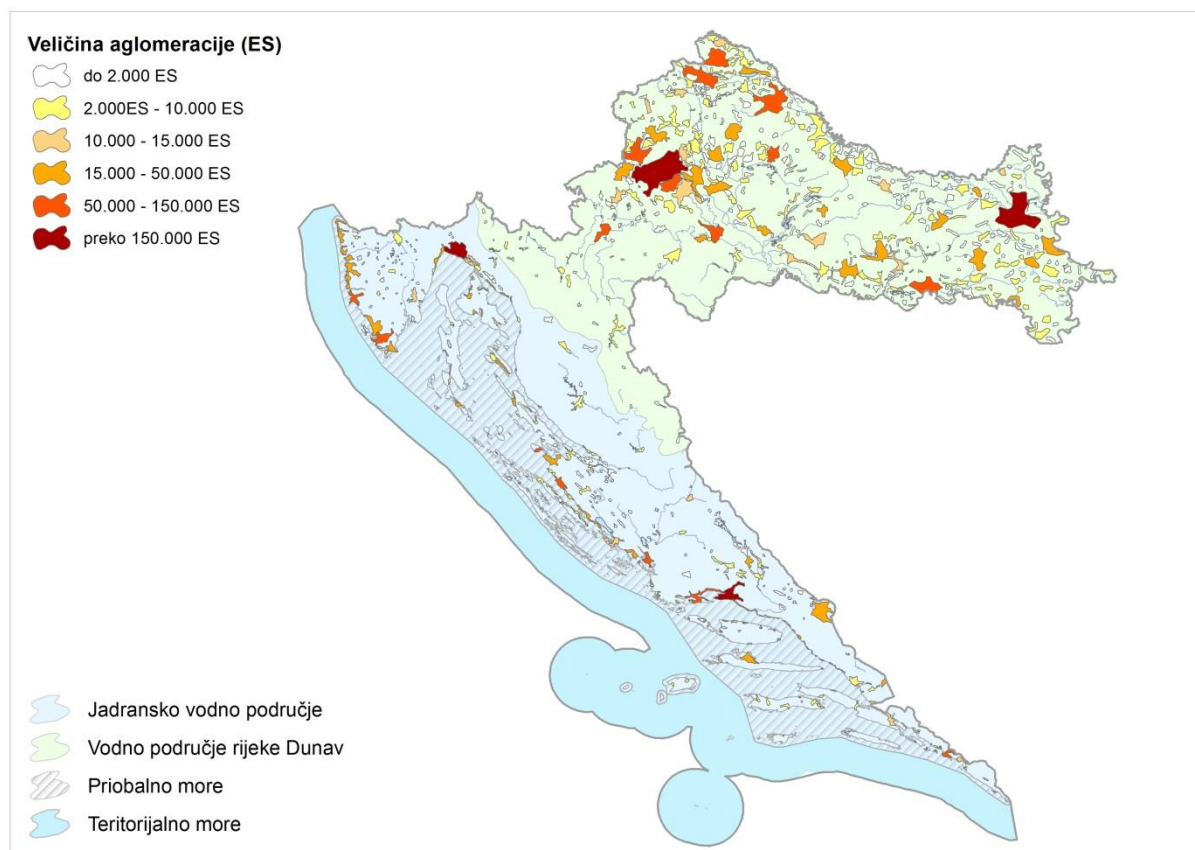 Veličina aglomeracije (ES)
do 2.000 ES
2.000ES - 10.000 ES
10.000 - 15.000 ES
15.000 - 50.000 ES
50.000 - 150.000 ES
preko 150.000 ES
Jadransko vodno područje
Vodno područje rijeke Dunav
Priobalno more
Teritorijalno more